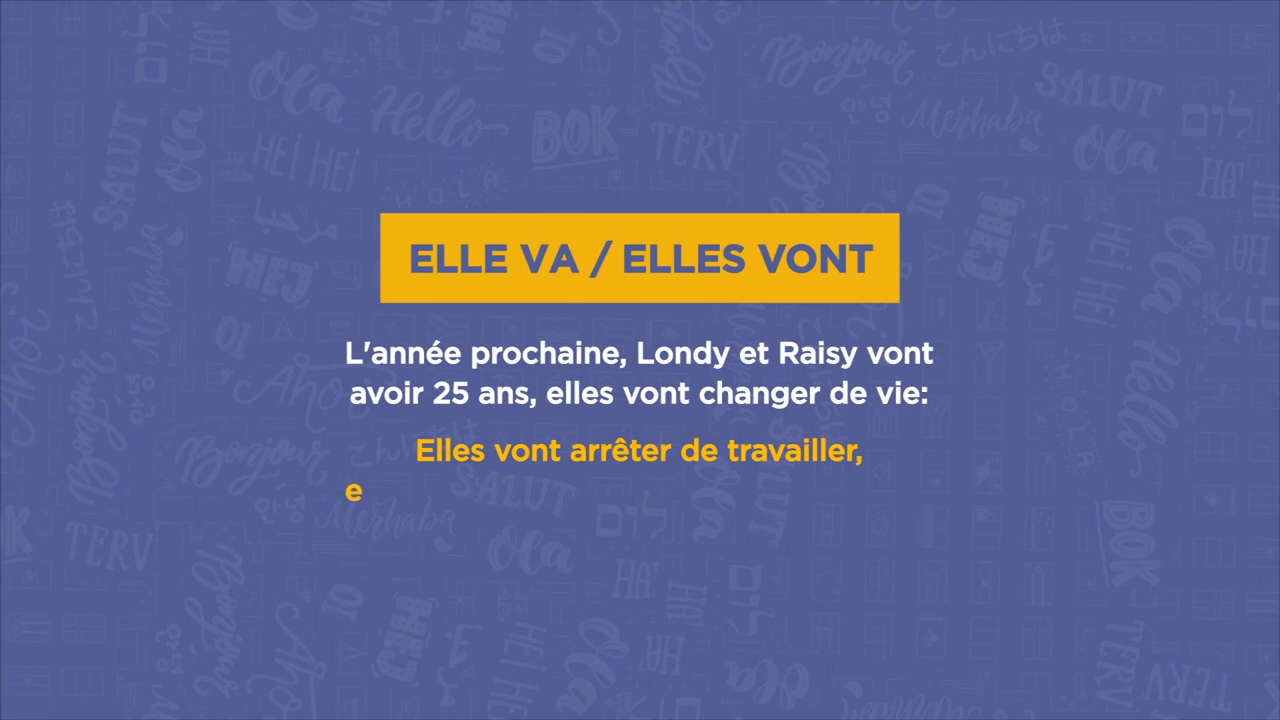 ELLE VA / ELLES VONT
L'année prochaine, Londy et Raisy vont
avoir 25 ans, elles vont changer de vie:
Elles vont arrêter de travailler,
e